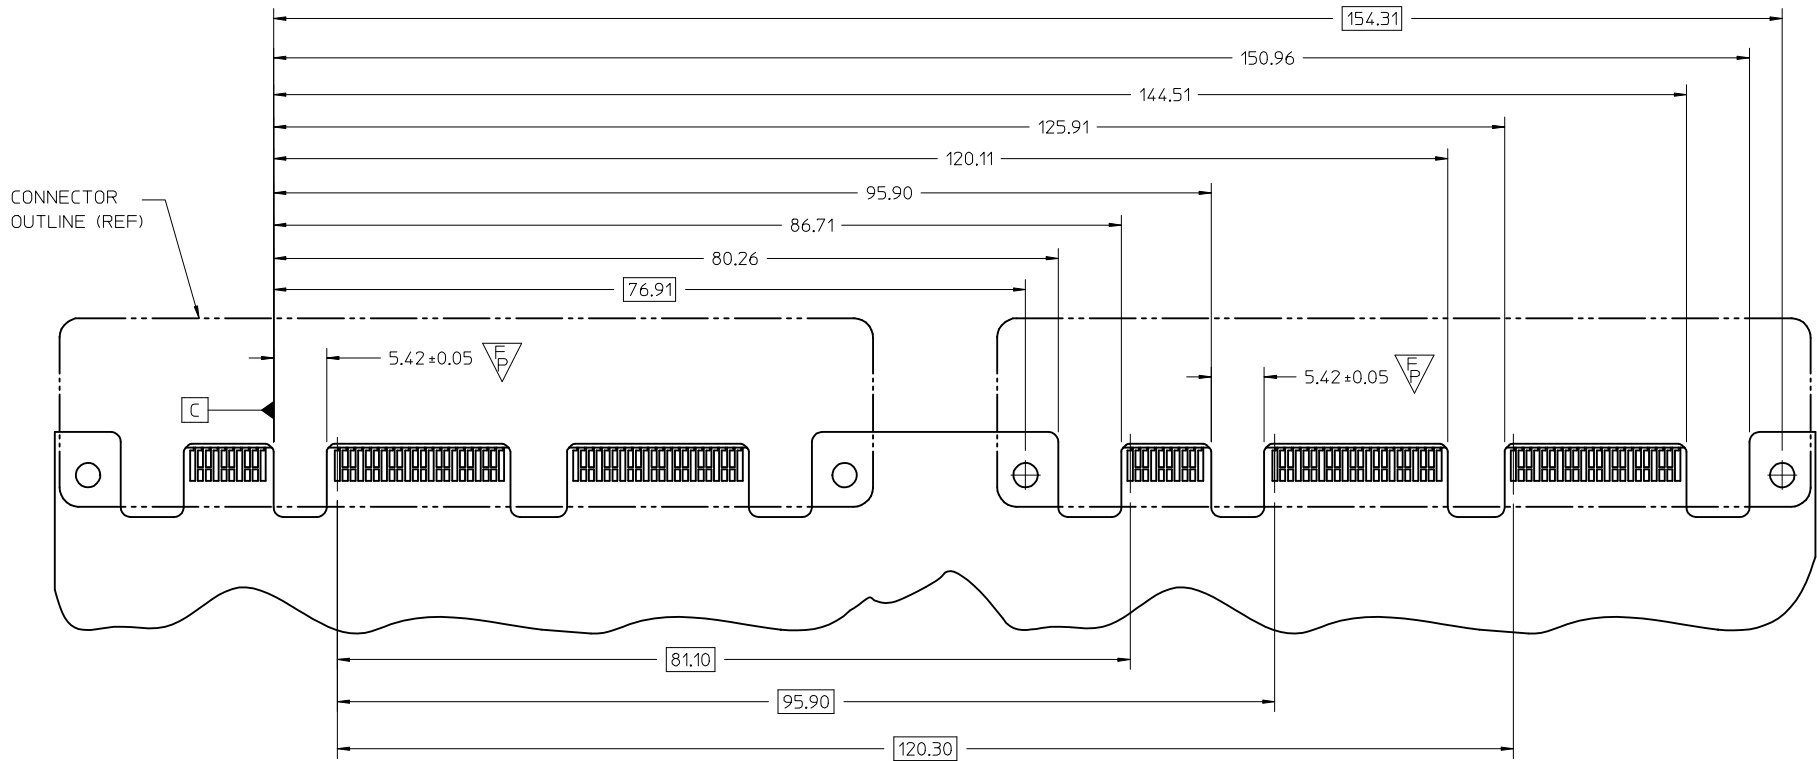 154.31
150.96
144.51
125.91
120.11
95.90
CONNECTOR
OUTLINE (REF)
86.71
80.26
76.91
5.42±0.05
F
P
5.42±0.05
F
P
C
81.10
95.90
120.30